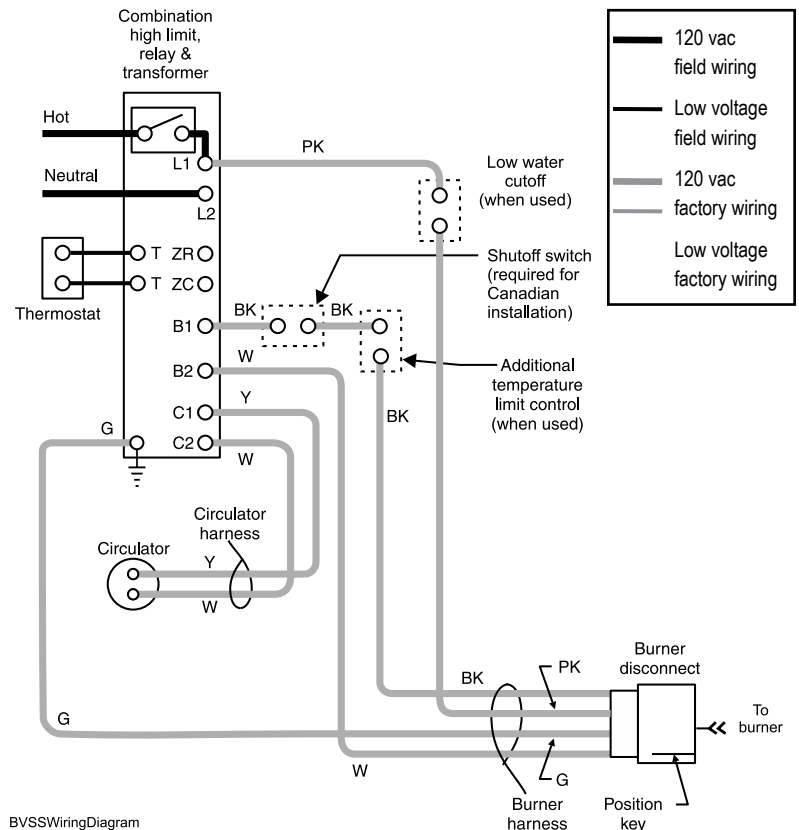 Combination
high limit,
relay &
transformer
120 vac
field wiring
Low voltage
field wiring
120 vac
factory wiring
Low voltage
factory wiring
Hot
L1
PK
Low water
cutoff
(when used)
Neutral
L2
T ZR
T ZC
Thermostat
Shutoff switch
(required for
Canadian
installation)
B1
BK
BK
B2
W
Additional
temperature
limit control
(when used)
BK
C1
Y
G
C2
W
Circulator
harness
Circulator
Y
W
Burner
disconnect
BK
PK
To
burner
G
W
G
Burner
harness
Position
key
BVSSWiringDiagram